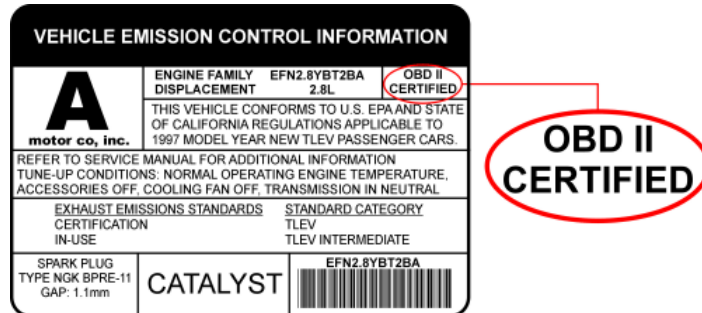 VEHICLE EMISSION CONTROL INFORMATION
A
motor co, inc.
ENGINE FAMILY EFN2.8YBT2BA
DISPLACEMENT 2.8L
OBD II
CERTIFIED
THIS VEHICLE CONFORMS TO U.S. EPA AND STATE
OF CALIFORNIA REGULATIONS APPLICABLE TO
1997 MODEL YEAR NEW TLEV PASSENGER CARS.
REFER TO SERVICE MANUAL FOR ADDITIONAL INFORMATION
TUNE-UP CONDITIONS: NORMAL OPERATING ENGINE TEMPERATURE,
ACCESSORIES OFF, COOLING FAN OFF, TRANSMISSION IN NEUTRAL
EXHAUST EMISSIONS STANDARDS STANDARD CATEGORY
CERTIFICATION TLEV
IN-USE TLEV INTERMEDIATE
SPARK PLUG
TYPE NGK BPRE-11
GAP: 1.1mm
CATALYST
EFN2.8YBT2BA
OBD II
CERTIFIED